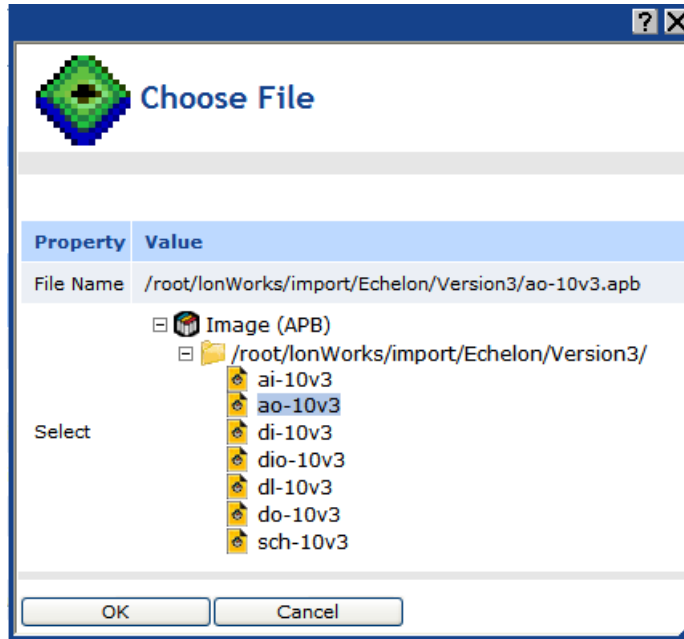 ?
Choose File
Property Value
File Name /root/lonWorks/import/Echelon/Version3/ao-10v3.apb
Image (APB)
/root/lonWorks/import/Echelon/Version3/
ai-10v3
ao-10v3
Select di-10v3
dio-10v3
dl-10v3
do-10v3
sch-10v3
OK Cancel